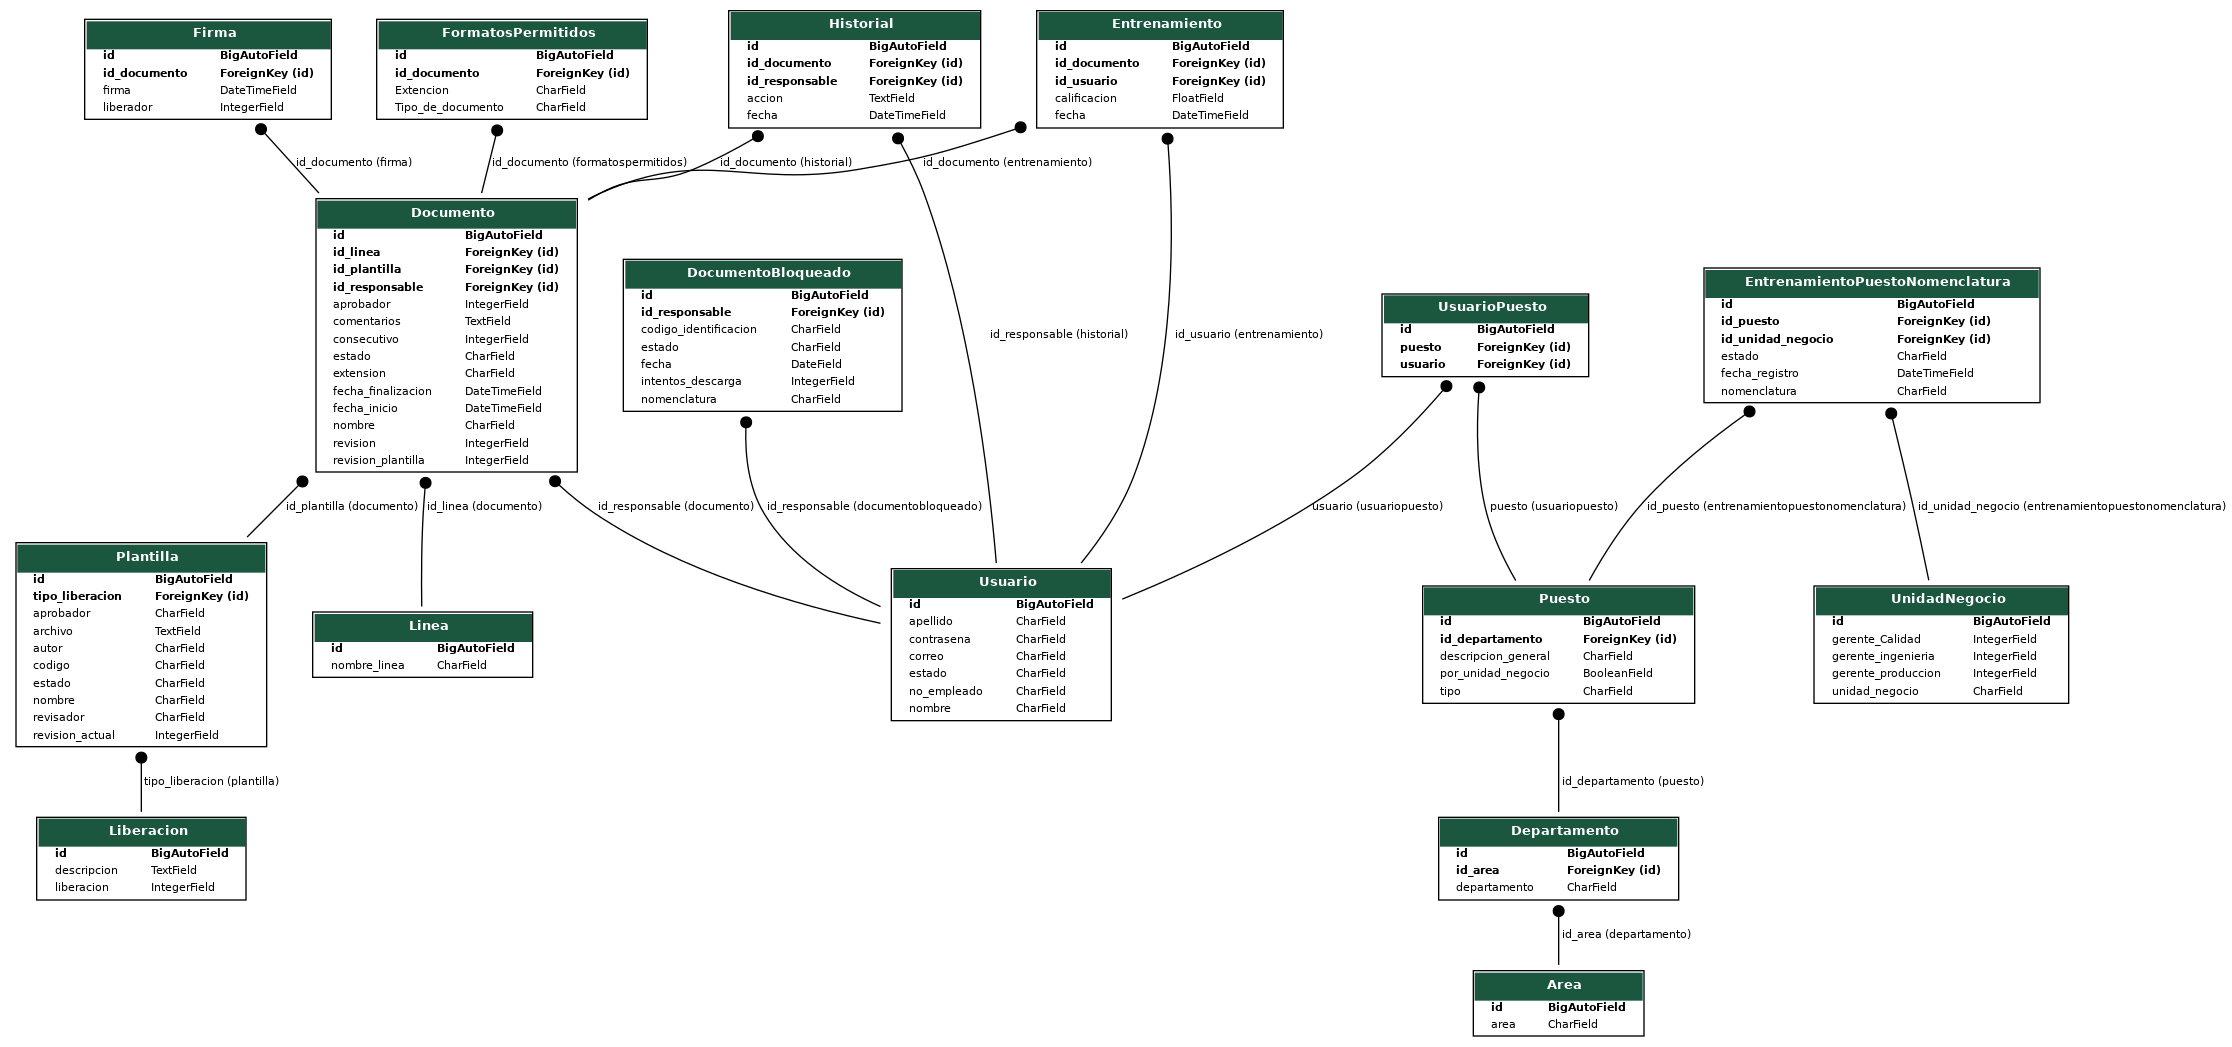 Firma
id BigAutoField
id_documento ForeignKey (id)
firma DateTimeField
liberador IntegerField
FormatosPermitidos
id BigAutoField
id_documento ForeignKey (id)
Extencion CharField
Tipo_de_documento CharField
Historial
id BigAutoField
id_documento ForeignKey (id)
id_responsable ForeignKey (id)
accion TextField
fecha DateTimeField
Entrenamiento
id BigAutoField
id_documento ForeignKey (id)
id_usuario ForeignKey (id)
calificacion FloatField
fecha DateTimeField
id_documento (firma)
id_documento (formatospermitidos)
id_documento (historial)
id_documento (entrenamiento)
Documento
id BigAutoField
id_linea ForeignKey (id)
id_plantilla ForeignKey (id)
id_responsable ForeignKey (id)
aprobador IntegerField
comentarios TextField
consecutivo IntegerField
estado CharField
extension CharField
fecha_finalizacion DateTimeField
fecha_inicio DateTimeField
nombre CharField
revision IntegerField
revision_plantilla IntegerField
DocumentoBloqueado
id BigAutoField
id_responsable ForeignKey (id)
codigo_identificacion CharField
estado CharField
fecha DateField
intentos_descarga IntegerField
nomenclatura CharField
id_responsable (historial)
id_usuario (entrenamiento)
UsuarioPuesto
id BigAutoField
puesto ForeignKey (id)
usuario ForeignKey (id)
EntrenamientoPuestoNomenclatura
id BigAutoField
id_puesto ForeignKey (id)
id_unidad_negocio ForeignKey (id)
estado CharField
fecha_registro DateTimeField
nomenclatura CharField
id_plantilla (documento)
id_linea (documento)
id_responsable (documento)
id_responsable (documentobloqueado)
usuario (usuariopuesto)
puesto (usuariopuesto)
id_puesto (entrenamientopuestonomenclatura)
id_unidad_negocio (entrenamientopuestonomenclatura)
Plantilla
id BigAutoField
tipo_liberacion ForeignKey (id)
aprobador CharField
archivo TextField
autor CharField
codigo CharField
estado CharField
nombre CharField
revisador CharField
revision_actual IntegerField
Linea
id BigAutoField
nombre_linea CharField
Usuario
id BigAutoField
apellido CharField
contrasena CharField
correo CharField
estado CharField
no_empleado CharField
nombre CharField
Puesto
id BigAutoField
id_departamento ForeignKey (id)
descripcion_general CharField
por_unidad_negocio BooleanField
tipo CharField
UnidadNegocio
id BigAutoField
gerente_Calidad IntegerField
gerente_ingenieria IntegerField
gerente_produccion IntegerField
unidad_negocio CharField
tipo_liberacion (plantilla)
id_departamento (puesto)
Liberacion
id BigAutoField
descripcion TextField
liberacion IntegerField
Departamento
id BigAutoField
id_area ForeignKey (id)
departamento CharField
id_area (departamento)
Area
id BigAutoField
area CharField